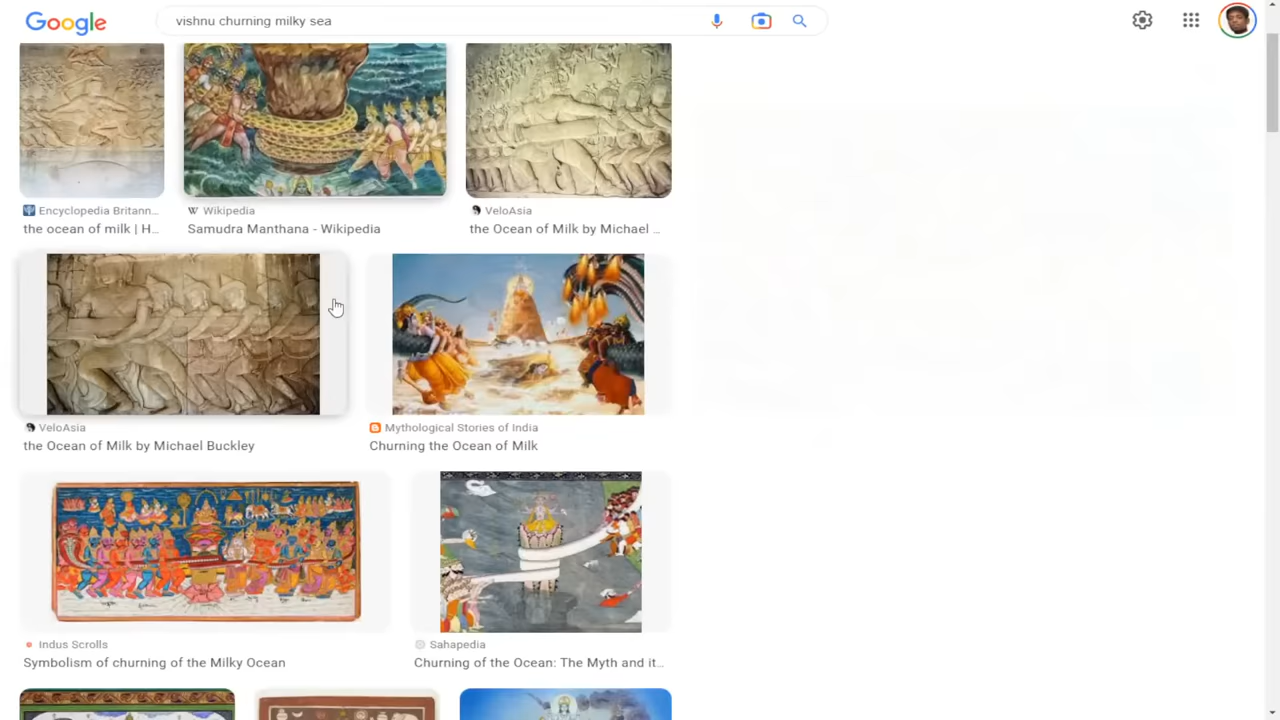 Google
vishnu churning milky sea
Encyclopedia Britann...
the ocean of milk | H...
W Wikipedia
Samudra Manthana - Wikipedia
VeloAsia
the Ocean of Milk by Michael ...
VeloAsia
the Ocean of Milk by Michael Buckley
Mythological Stories of India
Churning the Ocean of Milk
Indus Scrolls
Symbolism of churning of the Milky Ocean
Sahapedia
Churning of the Ocean: The Myth and it...